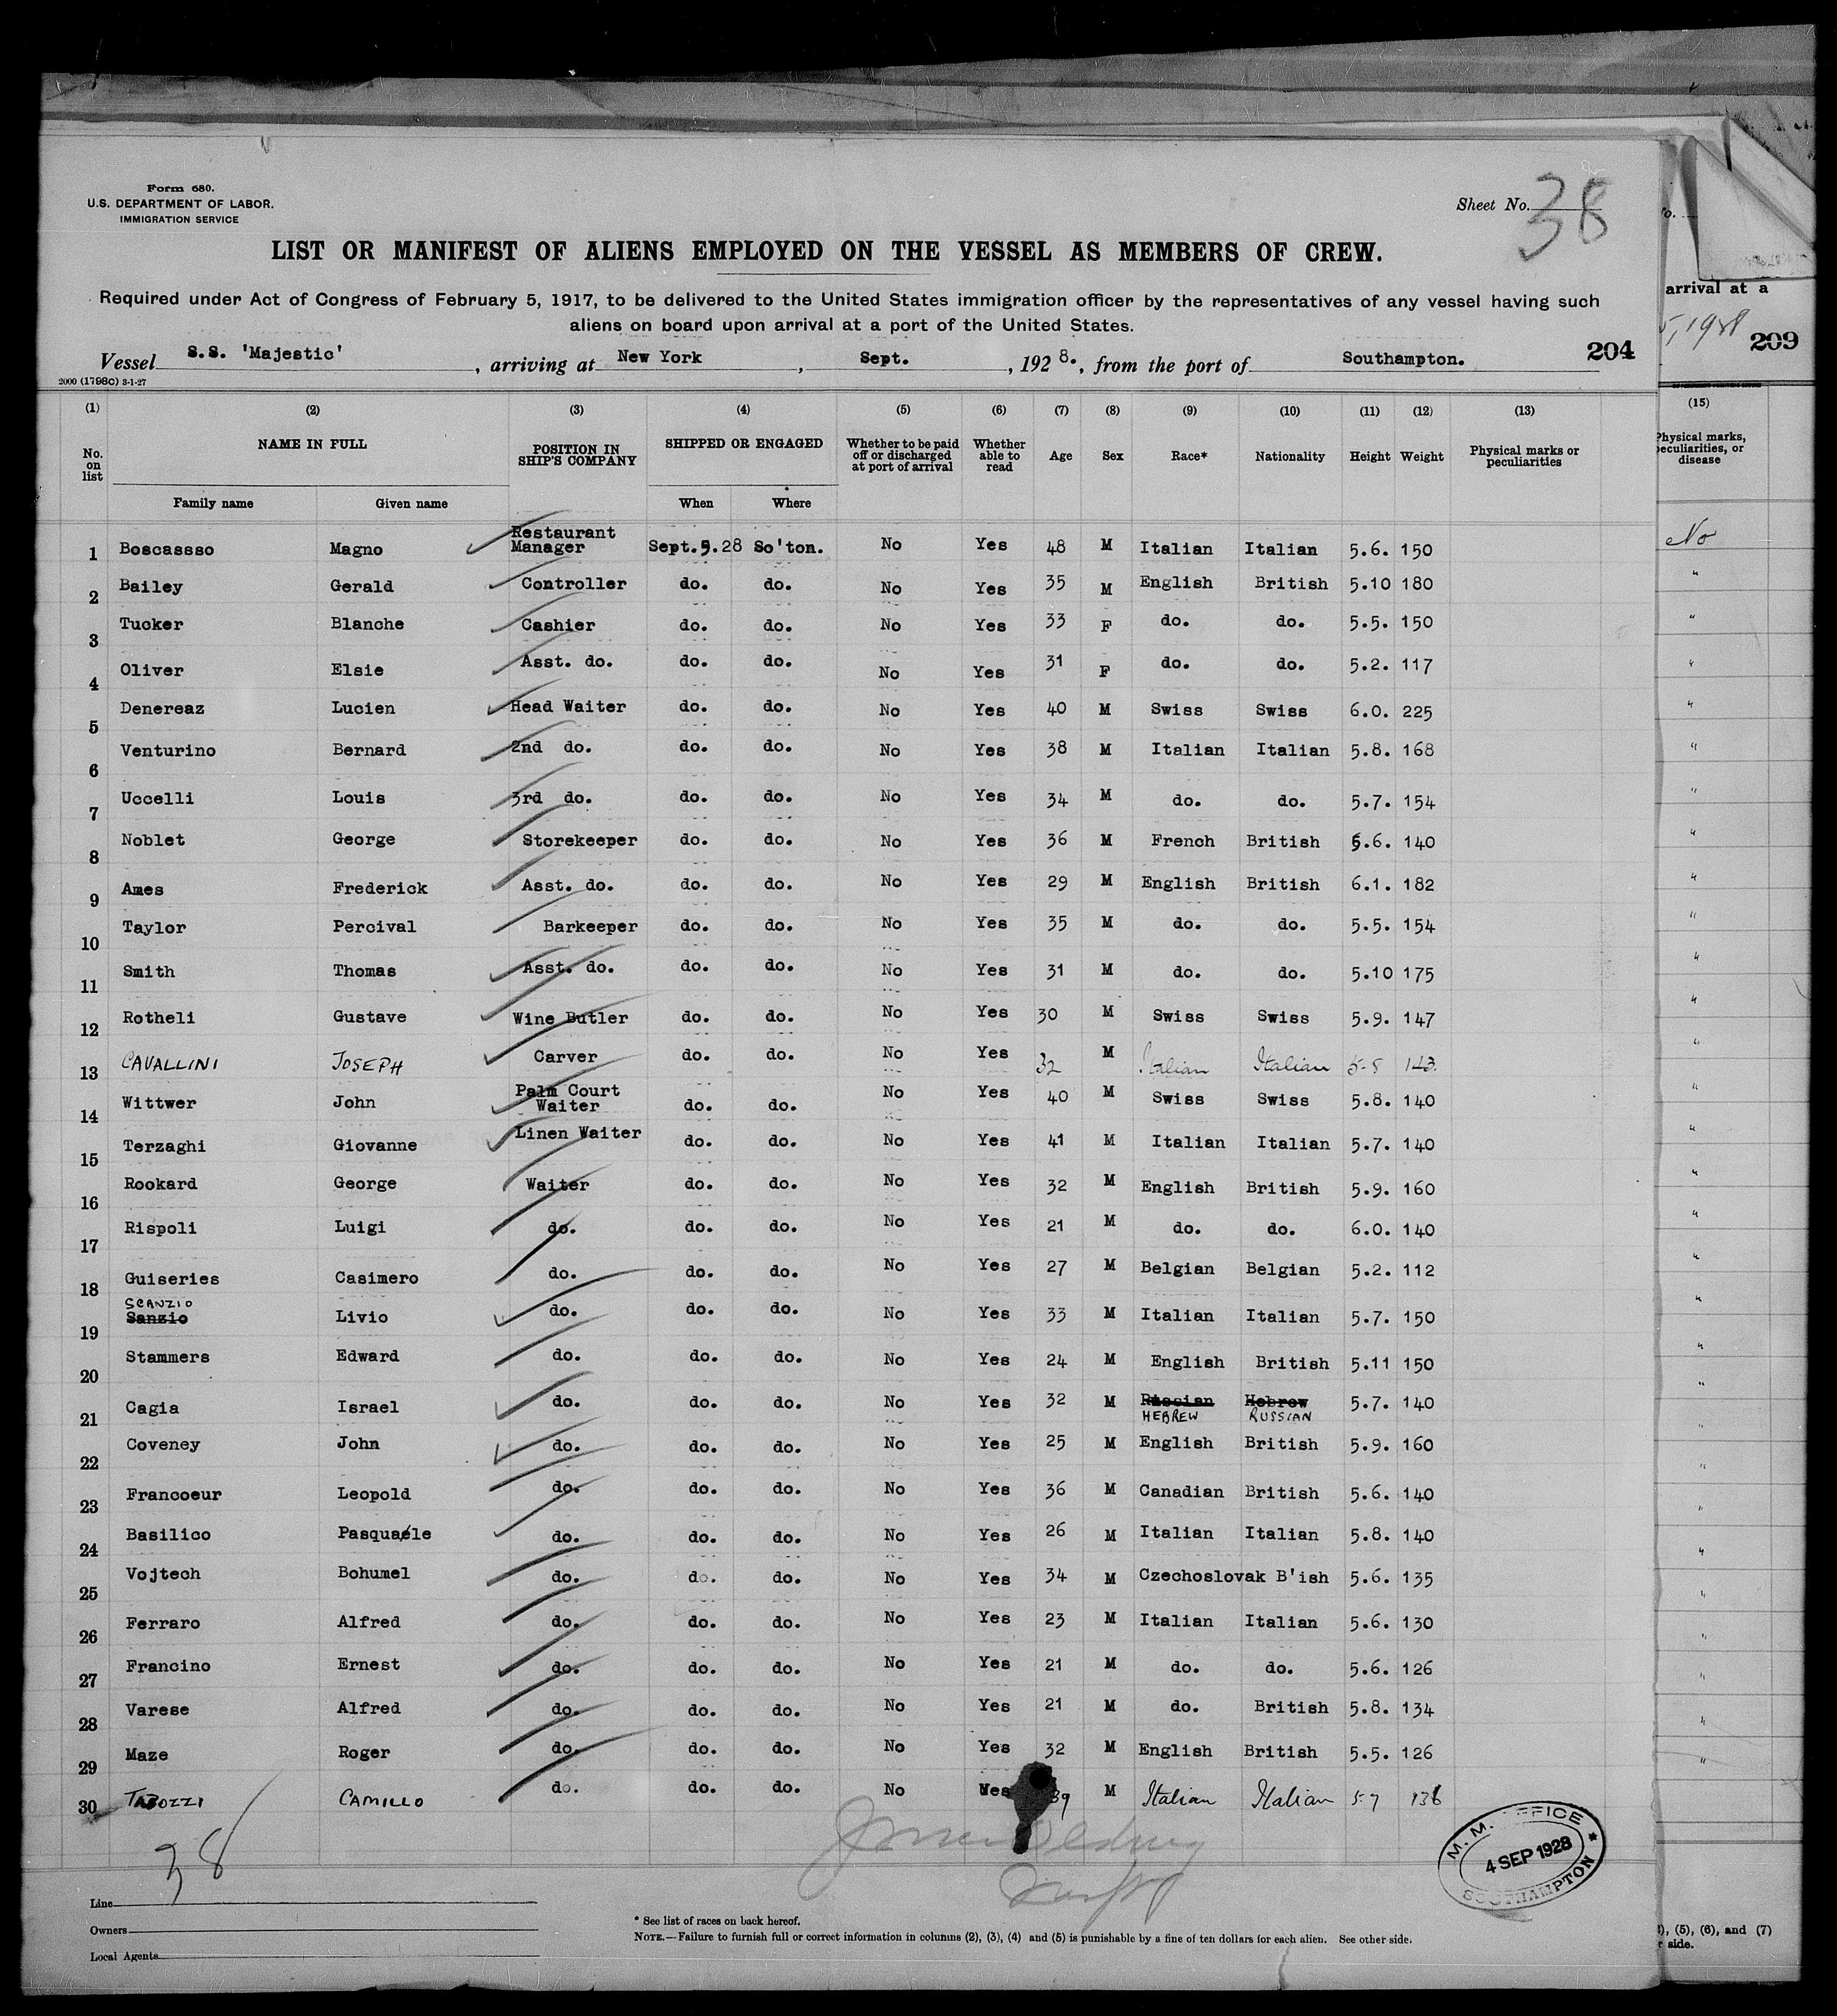 Form 680.
U.S. DEPARTMENT OF LABOR.
IMMIGRATION SERVICE
Sheet No. 38
LIST OR MANIFEST OF ALIENS EMPLOYED ON THE VESSEL AS MEMBERS OF CREW.
Required under Act of Congress of February 5, 1917, to be delivered to the United States immigration officer by the representatives of any vessel having such
aliens on board upon arrival at a port of the United States.
arrival at a
5, 1928 209
Vessel S.S. 'Majestic', arriving at New York, Sept., 1928., from the port of Southampton. 204
2000 (1798C) 3-1-27
(1) (2) (3) (4) (5) (6) (7) (8) (9) (10) (11) (12) (13) (15)
No. on list NAME IN FULL POSITION IN SHIP'S COMPANY SHIPPED OR ENGAGED Whether to be paid off or discharged at port of arrival Whether able to read Age Sex Race* Nationality Height Weight Physical marks or peculiarities Physical marks, peculiarities, or disease
Family name Given name When Where
1 Boscassso Magno Restaurant Manager Sept.5.28 So'ton. No Yes 48 M Italian Italian 5.6. 150 No
2 Bailey Gerald Controller do. do. No Yes 35 M English British 5.10 180 "
3 Tucker Blanche Cashier do. do. No Yes 33 F do. do. 5.5. 150 "
4 Oliver Elsie Asst. do. do. do. No Yes 31 F do. do. 5.2. 117 "
5 Denereaz Lucien Head Waiter do. do. No Yes 40 M Swiss Swiss 6.0. 225 "
6 Venturino Bernard 2nd do. do. do. No Yes 38 M Italian Italian 5.8. 168 "
7 Uccelli Louis 3rd do. do. do. No Yes 34 M do. do. 5.7. 154 "
8 Noblet George Storekeeper do. do. No Yes 36 M French British 5.6. 140 "
9 Ames Frederick Asst. do. do. do. No Yes 29 M English British 6.1. 182 "
10 Taylor Percival Barkeeper do. do. No Yes 35 M do. do. 5.5. 154 "
11 Smith Thomas Asst. do. do. do. No Yes 31 M do. do. 5.10 175 "
12 Rotheli Gustave Wine Butler do. do. No Yes 30 M Swiss Swiss 5.9. 147 "
13 CAVALLINI JOSEPH Carver do. do. No Yes 32 M Italian Italian 5-8 143. "
14 Wittwer John Palm Court Waiter do. do. No Yes 40 M Swiss Swiss 5.8. 140 "
15 Terzaghi Giovanne Linen Waiter do. do. No Yes 41 M Italian Italian 5.7. 140 "
16 Rookard George Waiter do. do. No Yes 32 M English British 5.9. 160 "
17 Rispoli Luigi do. do. do. No Yes 21 M do. do. 6.0. 140 "
18 Guiseries Casimero do. do. do. No Yes 27 M Belgian Belgian 5.2. 112 "
SCANZIO
19 Sanzio Livio do. do. do. No Yes 33 M Italian Italian 5.7. 150 "
20 Stammers Edward do. do. do. No Yes 24 M English British 5.11 150 "
21 Cagia Israel do. do. do. No Yes 32 M Russian Hebrew 5.7. 140 "
HEBREW RUSSIAN
22 Coveney John do. do. do. No Yes 25 M English British 5.9. 160 "
23 Francoeur Leopold do. do. do. No Yes 36 M Canadian British 5.6. 140 "
24 Basilico Pasquaele do. do. do. No Yes 26 M Italian Italian 5.8. 140 "
25 Vojtech Bohumel do. do. do. No Yes 34 M Czechoslovak B'ish 5.6. 135 "
26 Ferraro Alfred do. do. do. No Yes 23 M Italian Italian 5.6. 130 "
27 Francino Ernest do. do. do. No Yes 21 M do. do. 5.6. 126 "
28 Varese Alfred do. do. do. No Yes 21 M do. British 5.8. 134 "
29 Maze Roger do. do. do. No Yes 32 M English British 5.5. 126 "
30 CAMILLO do. do. do. No Yes 39 M Italian Italian 5-7 136
38
M. M. OFFICE
4 SEP 1928
SOUTHAMPTON
Line
Owners
Local Agents
* See list of races on back hereof.
NOTE.—Failure to furnish full or correct information in columns (2), (3), (4) and (5) is punishable by a fine of ten dollars for each alien. See other side.
(5), (6), and (7)
side.